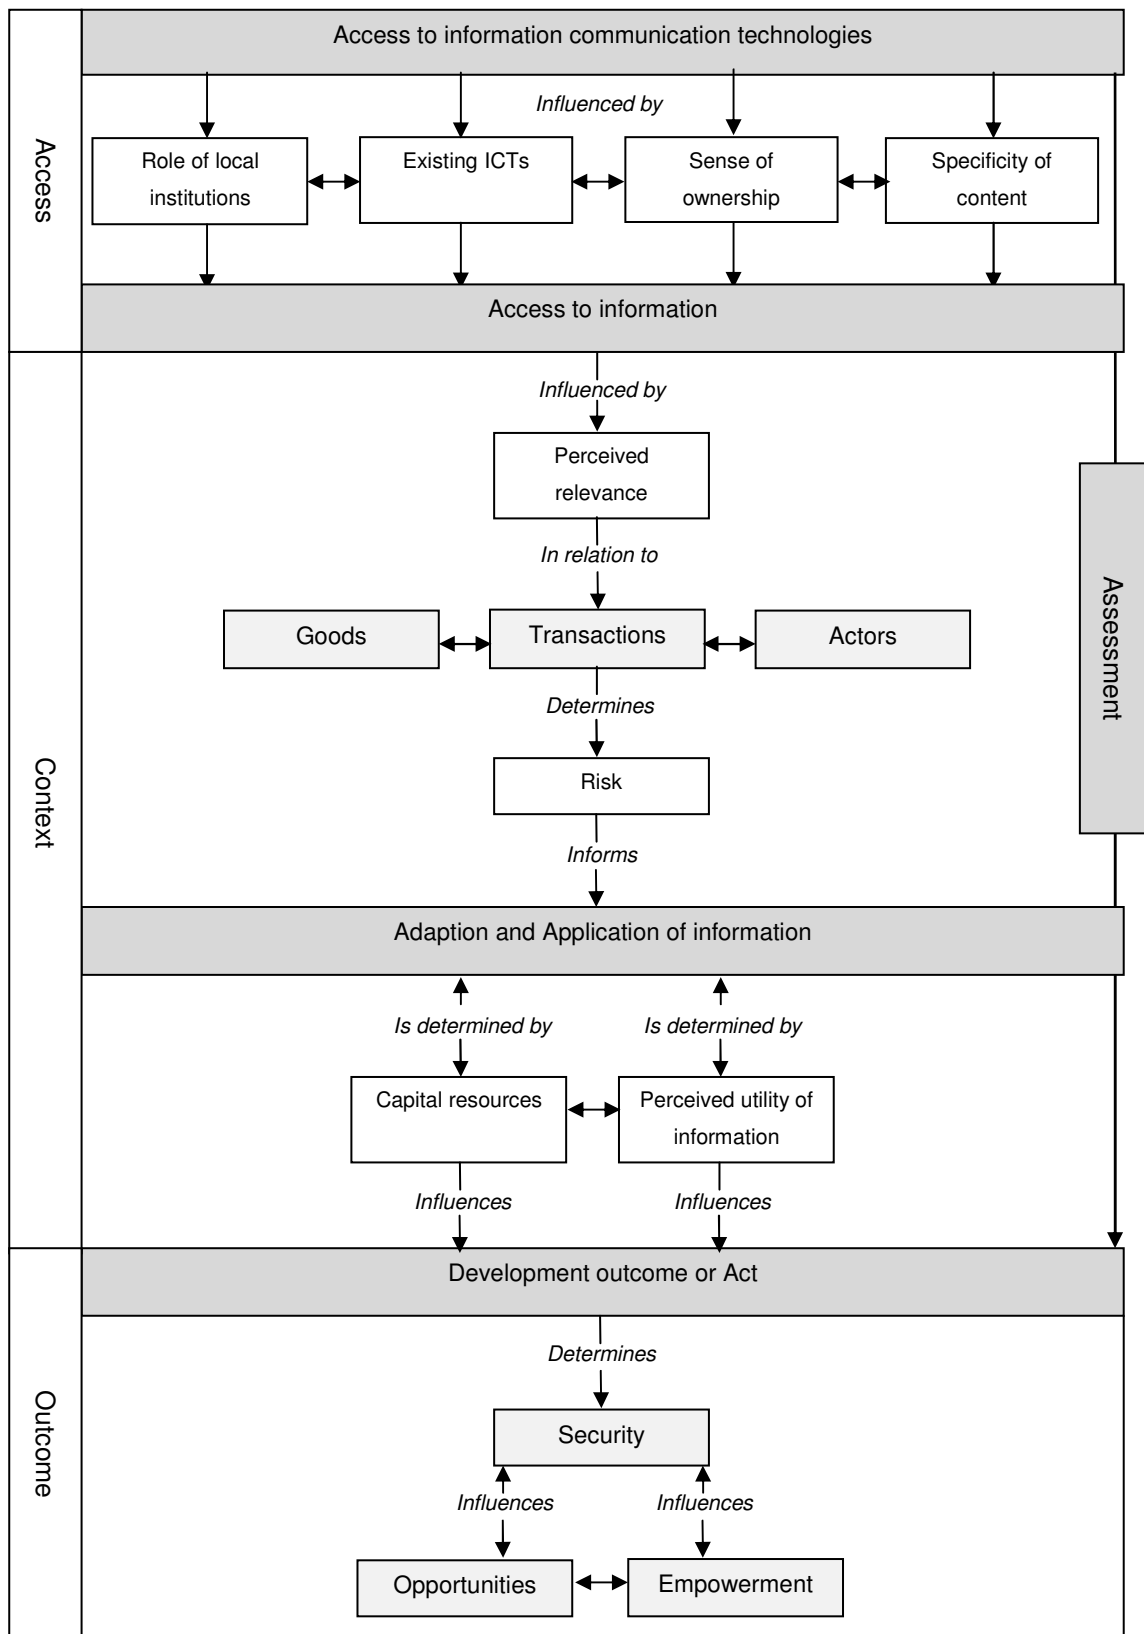 Access to information communication technologies
Influenced by
Role of local
institutions
Existing ICTs
Sense of
ownership
Specificity of
content
Access
Access to information
Influenced by
Perceived
relevance
In relation to
Goods
Transactions
Actors
Assessment
Determines
Context
Risk
Informs
Adaption and Application of information
Is determined by
Is determined by
Capital resources
Perceived utility of
information
Influences
Influences
Development outcome or Act
Determines
Outcome
Security
Influences
Influences
Opportunities
Empowerment